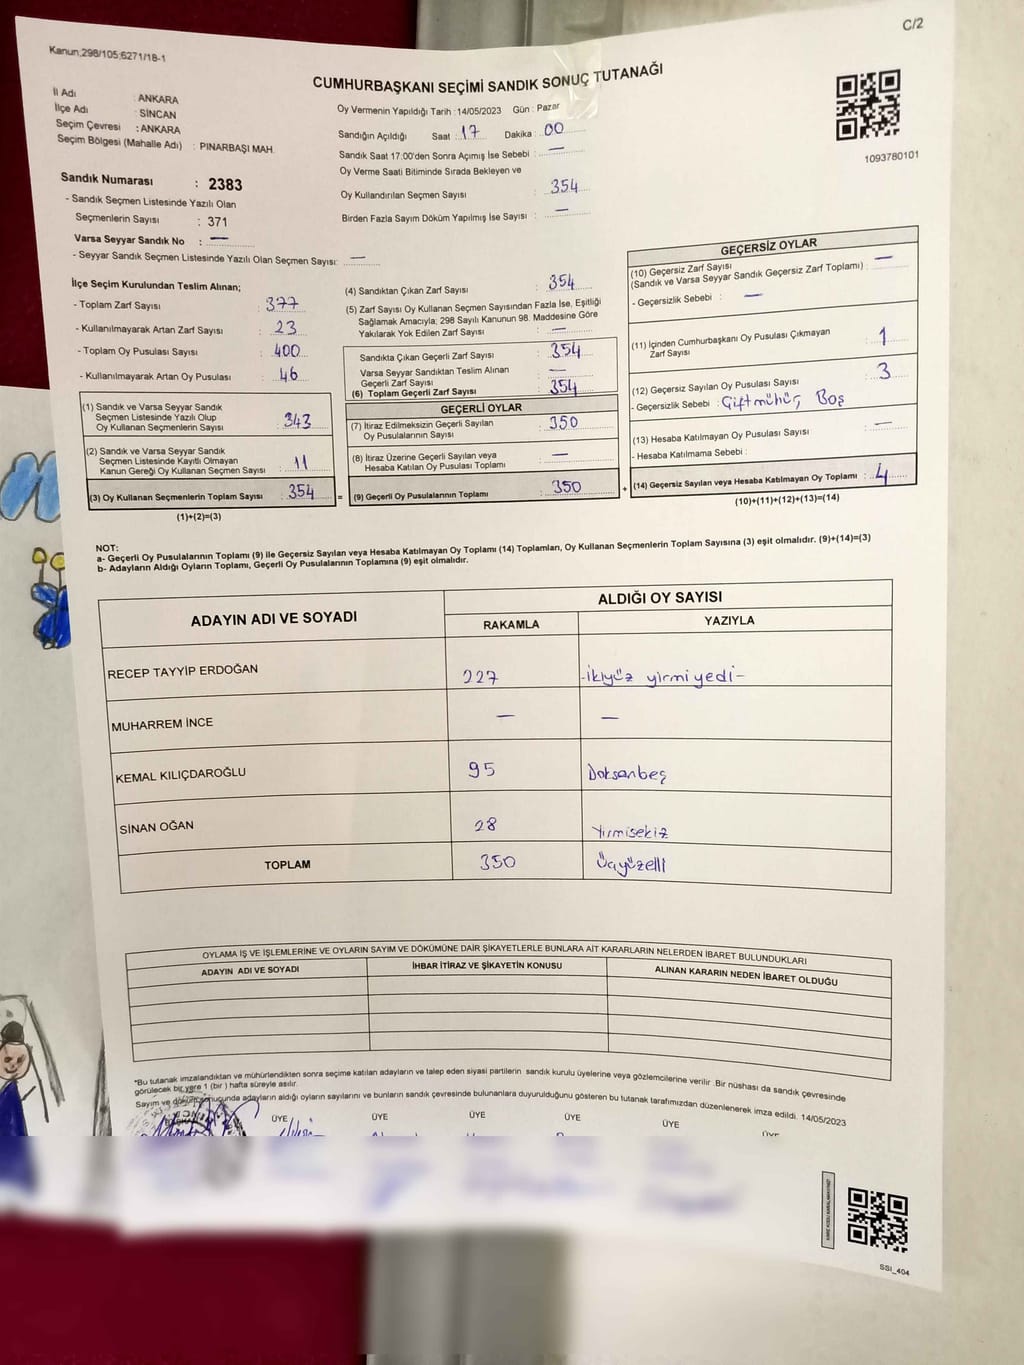 C/2
Kanun;298/105;6271/18-1
CUMHURBAŞKANI SEÇİMİ SANDIK SONUÇ TUTANAĞI
İl Adı : ANKARA
İlçe Adı : SİNCAN
Seçim Çevresi : ANKARA
Seçim Bölgesi (Mahalle Adı) : PINARBAŞI MAH.
Oy Vermenin Yapıldığı Tarih : 14/05/2023 Gün : Pazar
Sandığın Açıldığı Saat : 17 Dakika : 00
Sandık Saat 17:00'den Sonra Açımış İse Sebebi : —
Oy Verme Saati Bitiminde Sırada Bekleyen ve
Oy Kullandırılan Seçmen Sayısı : 354
Birden Fazla Sayım Döküm Yapılmış İse Sayısı : —
1093780101
Sandık Numarası : 2383
- Sandık Seçmen Listesinde Yazılı Olan
Seçmenlerin Sayısı : 371
Varsa Seyyar Sandık No : —
- Seyyar Sandık Seçmen Listesinde Yazılı Olan Seçmen Sayısı: —
İlçe Seçim Kurulundan Teslim Alınan;
- Toplam Zarf Sayısı : 377
- Kullanılmayarak Artan Zarf Sayısı : 23
- Toplam Oy Pusulası Sayısı : 400
- Kullanılmayarak Artan Oy Pusulası : 46
(1) Sandık ve Varsa Seyyar Sandık
Seçmen Listesinde Yazılı Olup
Oy Kullanan Seçmenlerin Sayısı : 343
(2) Sandık ve Varsa Seyyar Sandık
Seçmen Listesinde Kayıtlı Olmayan
Kanun Gereği Oy Kullanan Seçmen Sayısı : 11
(3) Oy Kullanan Seçmenlerin Toplam Sayısı : 354
(1)+(2)=(3)
(4) Sandıktan Çıkan Zarf Sayısı : 354
(5) Zarf Sayısı Oy Kullanan Seçmen Sayısından Fazla İse, Eşitliği
Sağlamak Amacıyla; 298 Sayılı Kanunun 98. Maddesine Göre
Yakılarak Yok Edilen Zarf Sayısı : —
Sandıkta Çıkan Geçerli Zarf Sayısı : 354
Varsa Seyyar Sandıktan Teslim Alınan
Geçerli Zarf Sayısı : —
(6) Toplam Geçerli Zarf Sayısı : 354
GEÇERLİ OYLAR
(7) İtiraz Edilmeksizin Geçerli Sayılan
Oy Pusulalarının Sayısı : 350
(8) İtiraz Üzerine Geçerli Sayılan veya
Hesaba Katılan Oy Pusulası Toplamı : —
= (9) Geçerli Oy Pusulalarının Toplamı : 350 +
GEÇERSİZ OYLAR
(10) Geçersiz Zarf Sayısı
(Sandık ve Varsa Seyyar Sandık Geçersiz Zarf Toplamı) : —
- Geçersizlik Sebebi : —
(11) İçinden Cumhurbaşkanı Oy Pusulası Çıkmayan
Zarf Sayısı : 1
(12) Geçersiz Sayılan Oy Pusulası Sayısı : 3
- Geçersizlik Sebebi : Çiftmühür Boş
(13) Hesaba Katılmayan Oy Pusulası Sayısı : —
- Hesaba Katılmama Sebebi :
(14) Geçersiz Sayılan veya Hesaba Katılmayan Oy Toplamı : 4
(10)+(11)+(12)+(13)=(14)
NOT:
a- Geçerli Oy Pusulalarının Toplamı (9) ile Geçersiz Sayılan veya Hesaba Katılmayan Oy Toplamı (14) Toplamları, Oy Kullanan Seçmenlerin Toplam Sayısına (3) eşit olmalıdır. (9)+(14)=(3)
b- Adayların Aldığı Oyların Toplamı, Geçerli Oy Pusulalarının Toplamına (9) eşit olmalıdır.
ADAYIN ADI VE SOYADI ALDIĞI OY SAYISI
RAKAMLA YAZIYLA
RECEP TAYYİP ERDOĞAN 227 -ikiyüz yirmiyedi-
MUHARREM İNCE — —
KEMAL KILIÇDAROĞLU 95 Doksanbeş
SİNAN OĞAN 28 Yirmisekiz
TOPLAM 350 Üçyüzelli
OYLAMA İŞ VE İŞLEMLERİNE VE OYLARIN SAYIM VE DÖKÜMÜNE DAİR ŞİKAYETLERLE BUNLARA AİT KARARLARIN NELERDEN İBARET BULUNDUKLARI
ADAYIN ADI VE SOYADI İHBAR İTİRAZ VE ŞİKAYETİN KONUSU ALINAN KARARIN NEDEN İBARET OLDUĞU
*Bu tutanak imzalandıktan ve mühürlendikten sonra seçime katılan adayların ve talep eden siyasi partilerin sandık kurulu üyelerine veya gözlemcilerine verilir .Bir nüshası da sandık çevresinde
görülecek bir yere 1 (bir ) hafta süreyle asılır.
Sayım ve döküm sonucunda adayların aldığı oyların sayılarını ve bunların sandık çevresinde bulunanlara duyurulduğunu gösteren bu tutanak tarafımızdan düzenlenerek imza edildi. 14/05/2023
ÜYE ÜYE ÜYE ÜYE ÜYE ÜYE
SSI_404